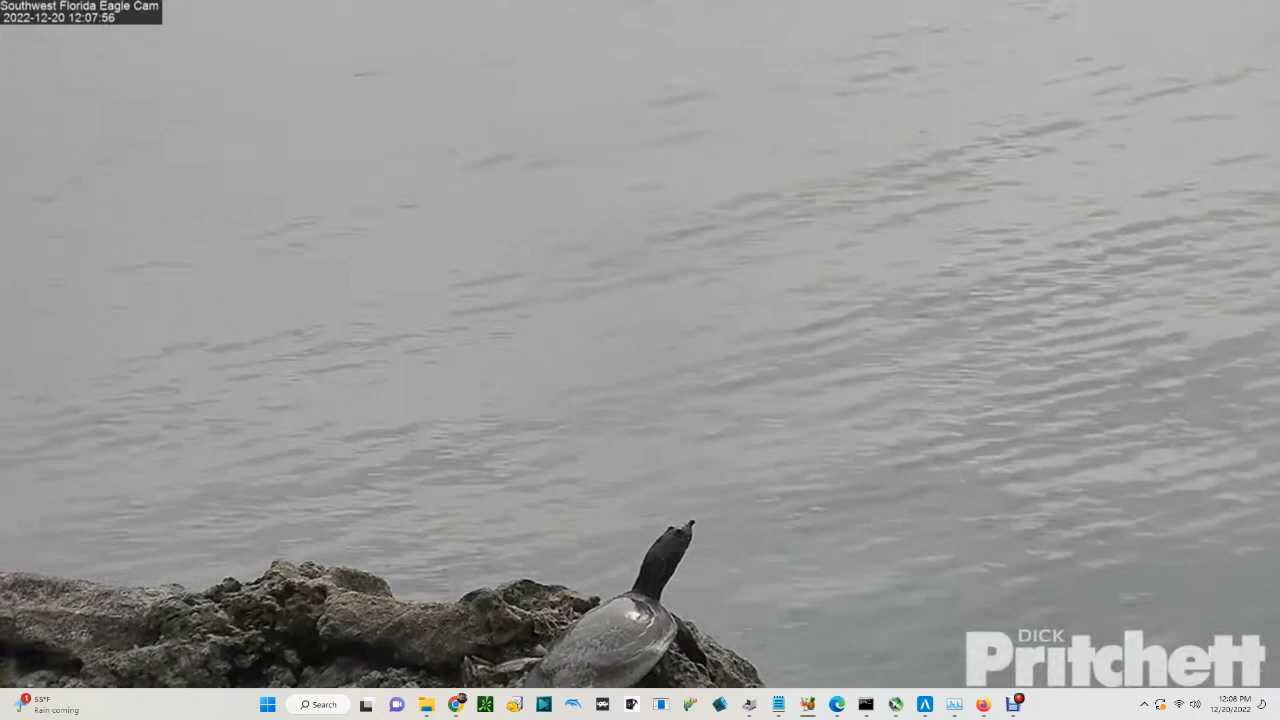 Southwest Florida Eagle Cam
2022-12-20 12:07:56
DICK
Pritchett
1
55°F
Rain coming
Search
12:08 PM
12/20/2022